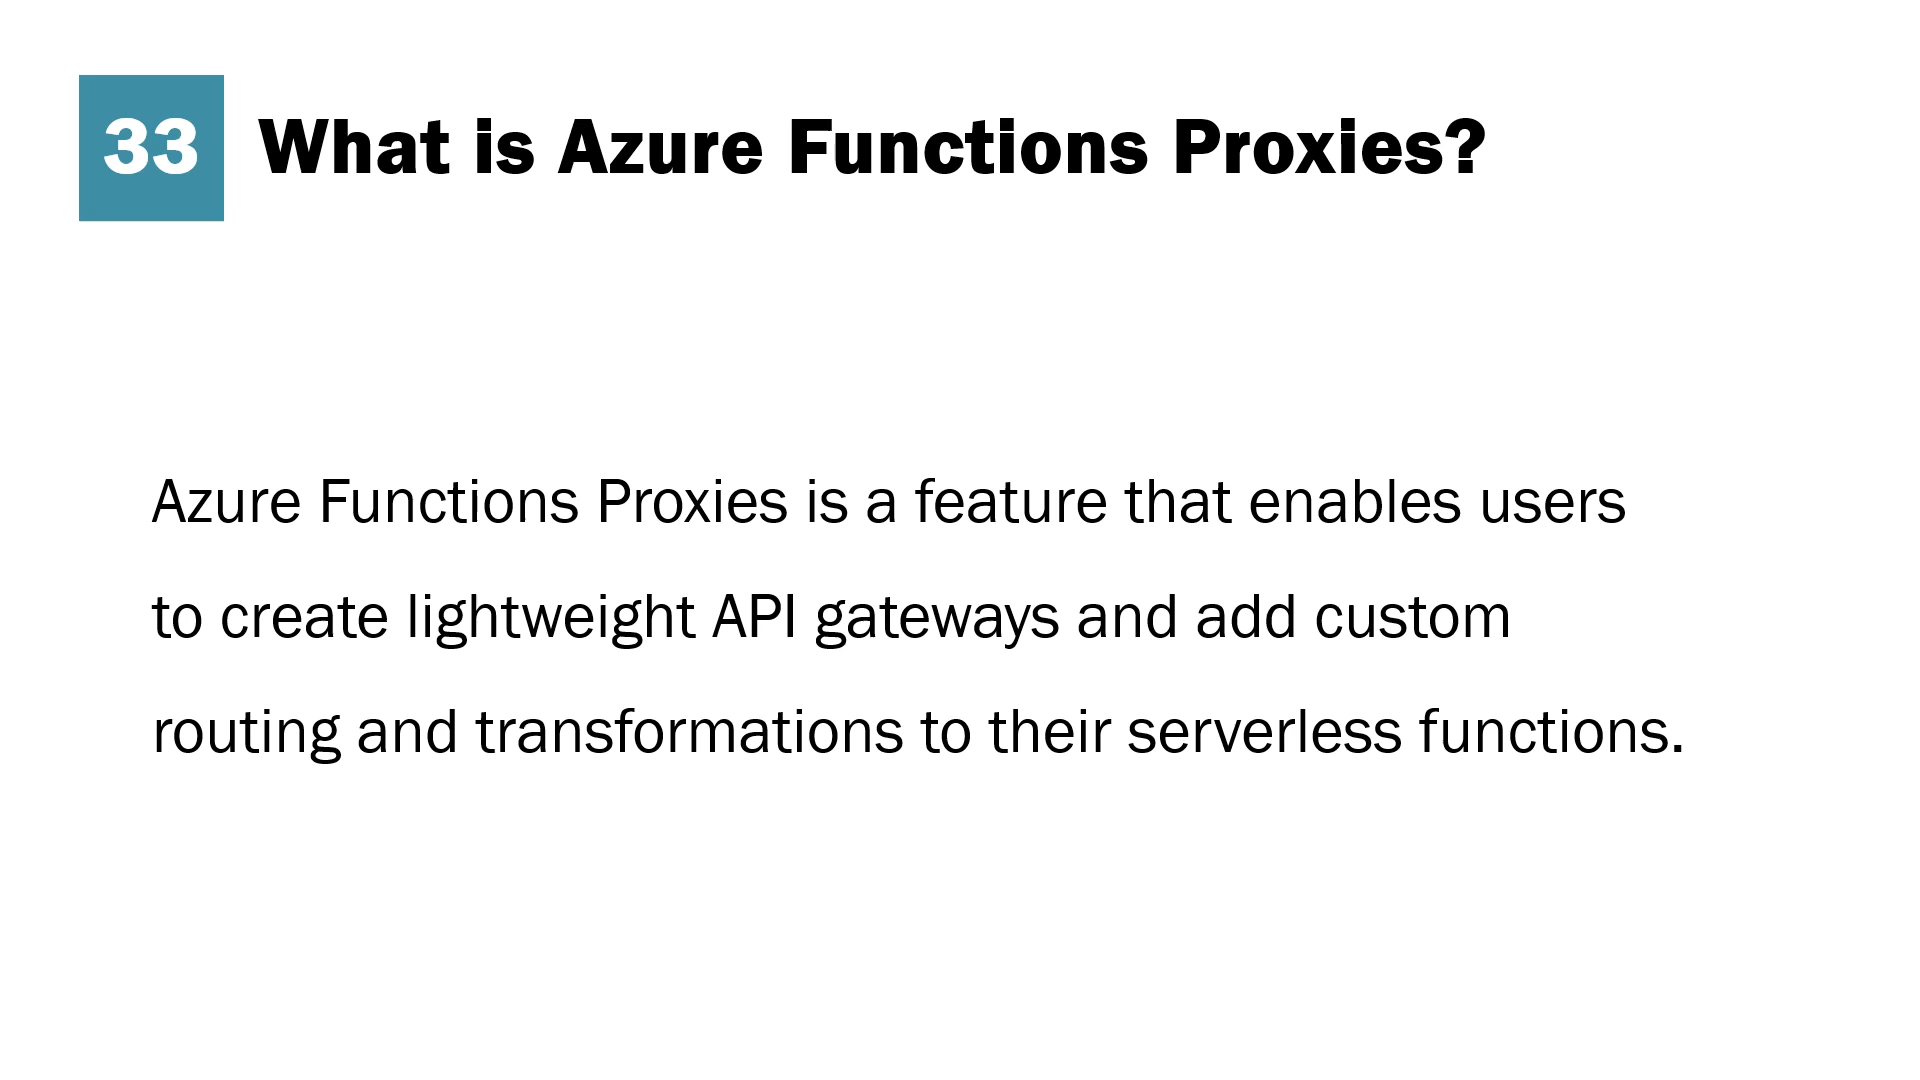 33 What is Azure Functions Proxies?
Azure Functions Proxies is a feature that enables users
to create lightweight API gateways and add custom
routing and transformations to their serverless functions.